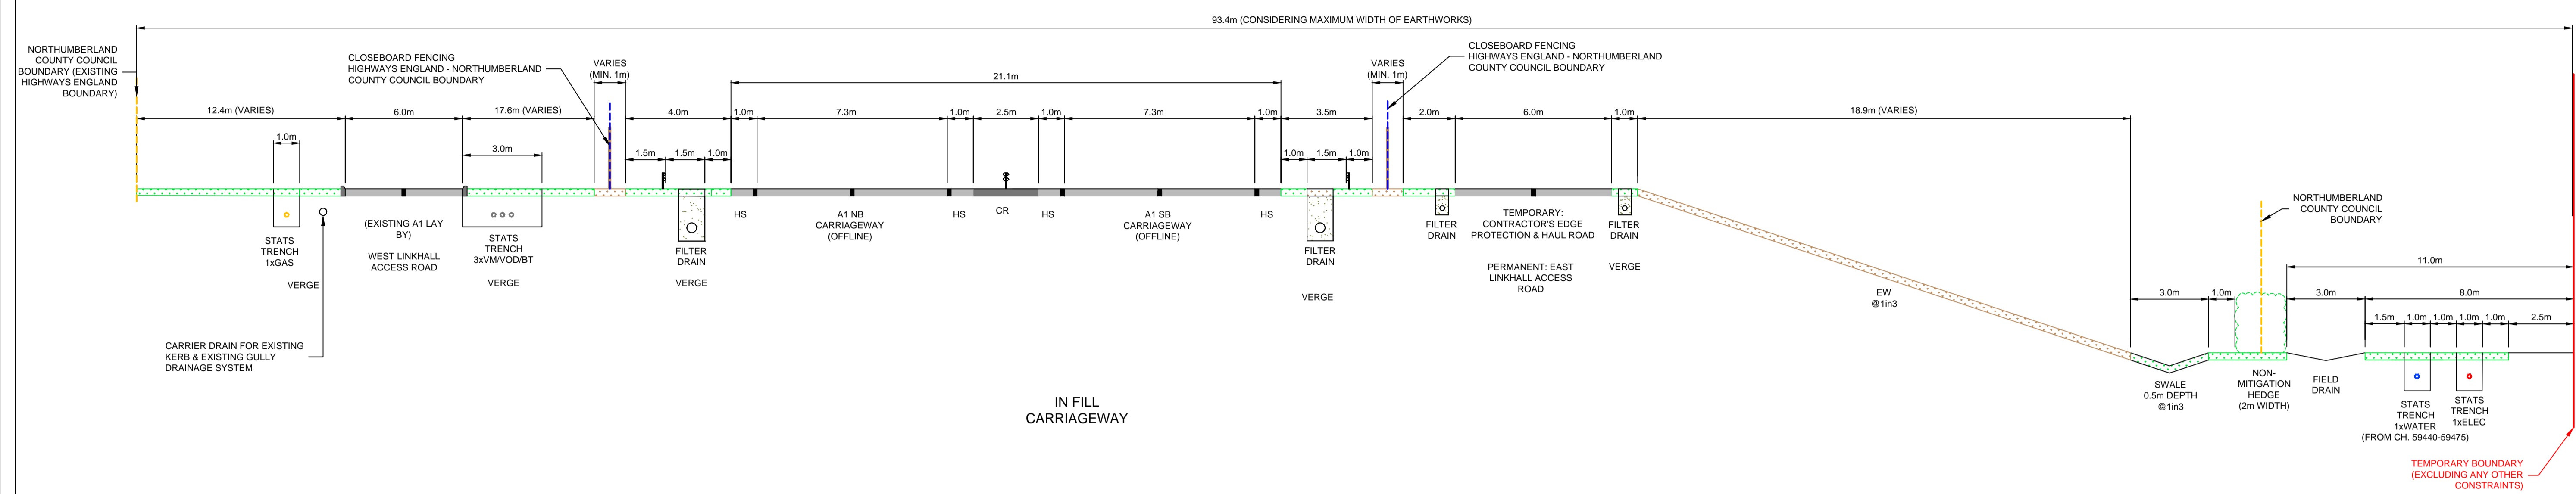 93.4m (CONSIDERING MAXIMUM WIDTH OF EARTHWORKS)
NORTHUMBERLAND
COUNTY COUNCIL
BOUNDARY (EXISTING
HIGHWAYS ENGLAND
BOUNDARY)
CLOSEBOARD FENCING
HIGHWAYS ENGLAND - NORTHUMBERLAND
COUNTY COUNCIL BOUNDARY
VARIES
(MIN. 1m)
21.1m
VARIES
(MIN. 1m)
CLOSEBOARD FENCING
HIGHWAYS ENGLAND - NORTHUMBERLAND
COUNTY COUNCIL BOUNDARY
12.4m (VARIES)
6.0m
17.6m (VARIES)
4.0m
1.0m
7.3m
1.0m
2.5m
1.0m
7.3m
1.0m
3.5m
2.0m
6.0m
1.0m
18.9m (VARIES)
1.0m
3.0m
1.5m
1.5m
1.0m
1.0m
1.5m
1.0m
STATS
TRENCH
1xGAS
VERGE
CARRIER DRAIN FOR EXISTING
KERB & EXISTING GULLY
DRAINAGE SYSTEM
(EXISTING A1 LAY
BY)
WEST LINKHALL
ACCESS ROAD
STATS
TRENCH
3xVM/VOD/BT
VERGE
FILTER
DRAIN
VERGE
HS
A1 NB
CARRIAGEWAY
(OFFLINE)
HS
CR
HS
A1 SB
CARRIAGEWAY
(OFFLINE)
HS
FILTER
DRAIN
VERGE
FILTER
DRAIN
TEMPORARY:
CONTRACTOR'S EDGE
PROTECTION & HAUL ROAD
PERMANENT: EAST
LINKHALL ACCESS
ROAD
FILTER
DRAIN
VERGE
EW
@1in3
NORTHUMBERLAND
COUNTY COUNCIL
BOUNDARY
11.0m
3.0m
1.0m
3.0m
8.0m
1.5m
1.0m
1.0m
1.0m
1.0m
2.5m
SWALE
0.5m DEPTH
@1in3
NON-
MITIGATION
HEDGE
(2m WIDTH)
FIELD
DRAIN
STATS
TRENCH
1xWATER
(FROM CH. 59440-59475)
STATS
TRENCH
1xELEC
TEMPORARY BOUNDARY
(EXCLUDING ANY OTHER
CONSTRAINTS)
IN FILL
CARRIAGEWAY